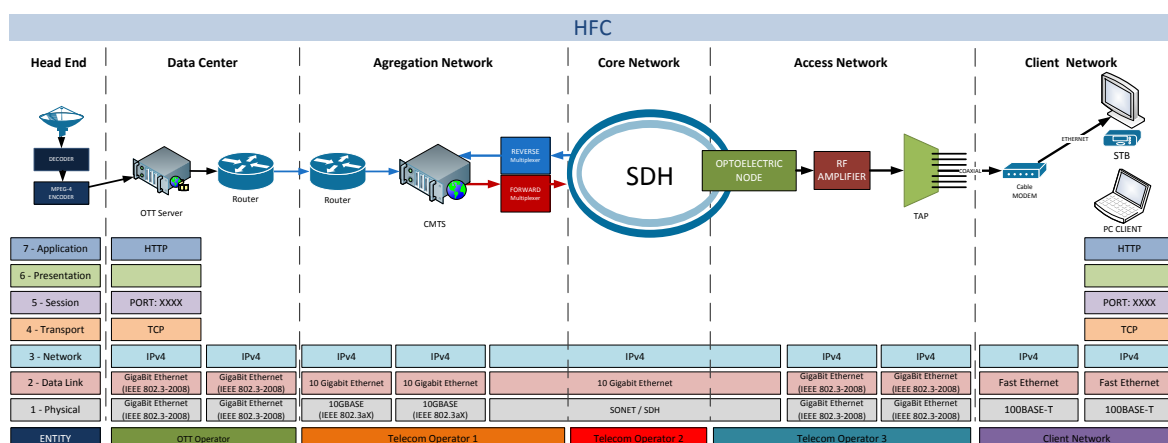 HFC
Head End
Data Center
Agregation Network
Core Network
Access Network
Client Network
DECODER
MPEG-4
ENCODER
OTT Server
Router
Router
CMTS
REVERSE
Multiplexer
FORWARD
Multiplexer
SDH
OPTOELECTRIC
NODE
RF
AMPLIFIER
TAP
COAXIAL
Cable
MODEM
ETHERNET
STB
PC CLIENT
7 - Application
HTTP
HTTP
6 - Presentation
5 - Session
PORT: XXXX
PORT: XXXX
4 - Transport
TCP
TCP
3 - Network
IPv4
IPv4
IPv4
IPv4
IPv4
IPv4
IPv4
IPv4
IPv4
2 - Data Link
GigaBit Ethernet
(IEEE 802.3-2008)
GigaBit Ethernet
(IEEE 802.3-2008)
10 Gigabit Ethernet
10 Gigabit Ethernet
10 Gigabit Ethernet
GigaBit Ethernet
(IEEE 802.3-2008)
GigaBit Ethernet
(IEEE 802.3-2008)
Fast Ethernet
Fast Ethernet
1 - Physical
GigaBit Ethernet
(IEEE 802.3-2008)
GigaBit Ethernet
(IEEE 802.3-2008)
10GBASE
(IEEE 802.3aX)
10GBASE
(IEEE 802.3aX)
SONET / SDH
GigaBit Ethernet
(IEEE 802.3-2008)
GigaBit Ethernet
(IEEE 802.3-2008)
100BASE-T
100BASE-T
ENTITY
OTT Operator
Telecom Operator 1
Telecom Operator 2
Telecom Operator 3
Client Network